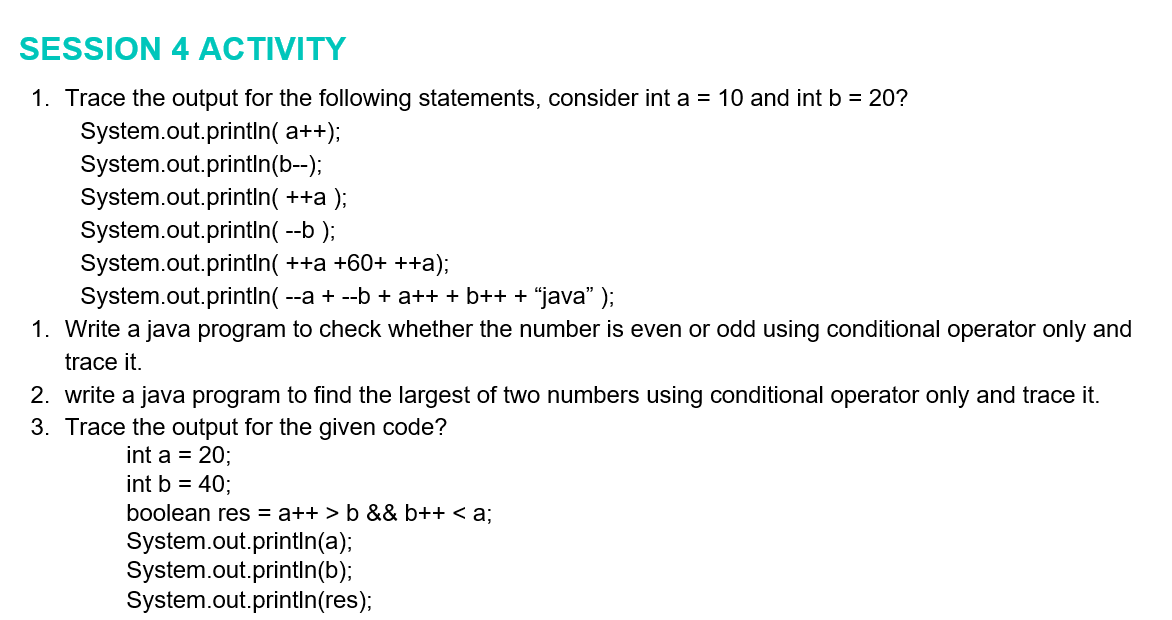 SESSION 4 ACTIVITY
1. Trace the output for the following statements, consider int a = 10 and int b = 20?
System.out.println( a++);
System.out.println(b--);
System.out.println( ++a );
System.out.println( --b );
System.out.println( ++a +60+ ++a);
System.out.println( --a + --b + a++ + b++ + “java” );
1. Write a java program to check whether the number is even or odd using conditional operator only and
trace it.
2. write a java program to find the largest of two numbers using conditional operator only and trace it.
3. Trace the output for the given code?
int a = 20;
int b = 40;
boolean res = a++ > b && b++ < a;
System.out.println(a);
System.out.println(b);
System.out.println(res);